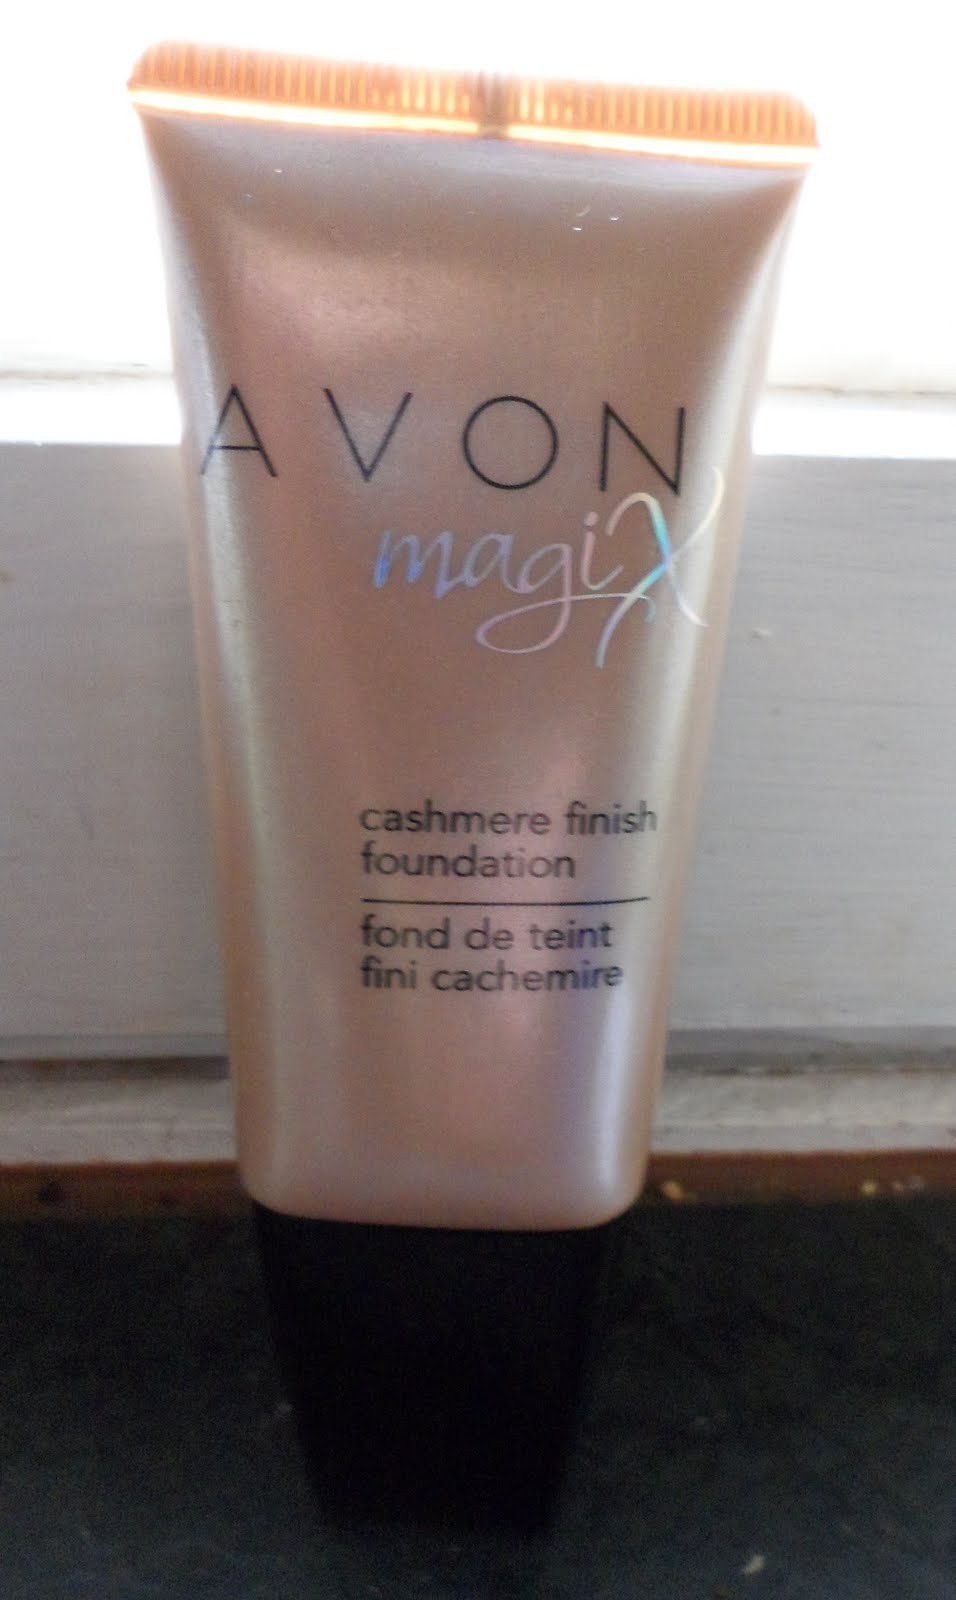 AVON
magiX
cashmere finish
foundation
fond de teint
fini cachemire